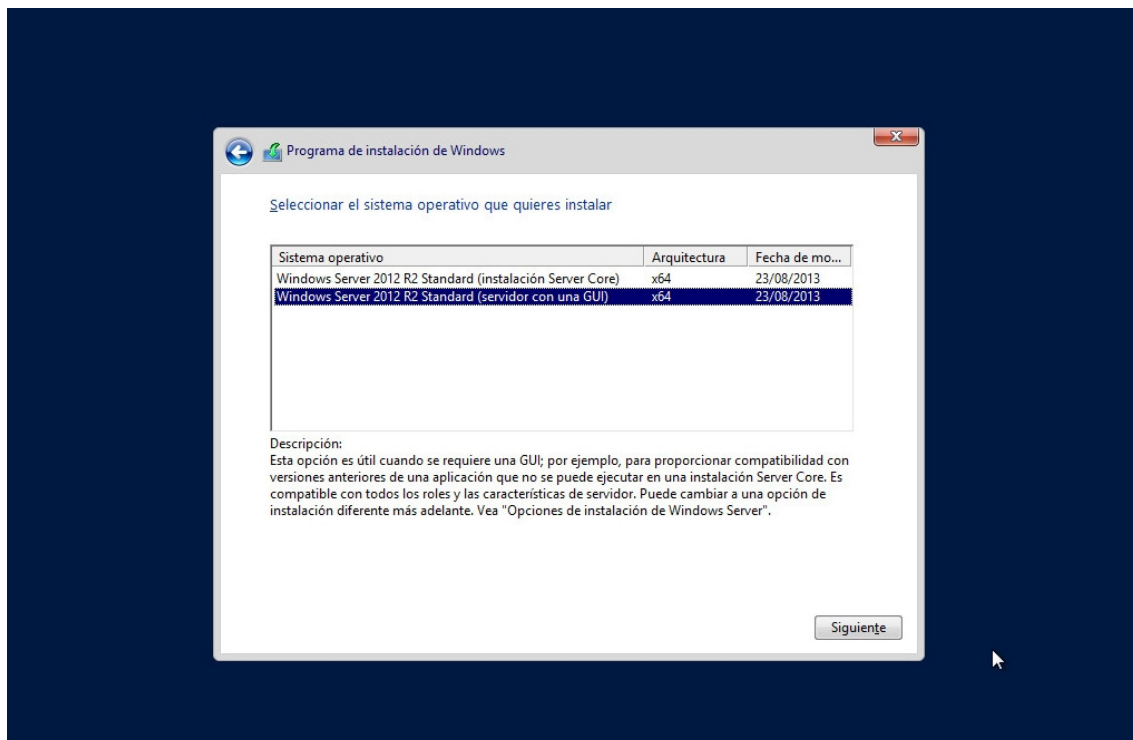 Programa de instalación de Windows
Seleccionar el sistema operativo que quieres instalar
Sistema operativo Arquitectura Fecha de mo...
Windows Server 2012 R2 Standard (instalación Server Core) x64 23/08/2013
Windows Server 2012 R2 Standard (servidor con una GUI) x64 23/08/2013
Descripción:
Esta opción es útil cuando se requiere una GUI; por ejemplo, para proporcionar compatibilidad con
versiones anteriores de una aplicación que no se puede ejecutar en una instalación Server Core. Es
compatible con todos los roles y las características de servidor. Puede cambiar a una opción de
instalación diferente más adelante. Vea "Opciones de instalación de Windows Server".
Siguiente